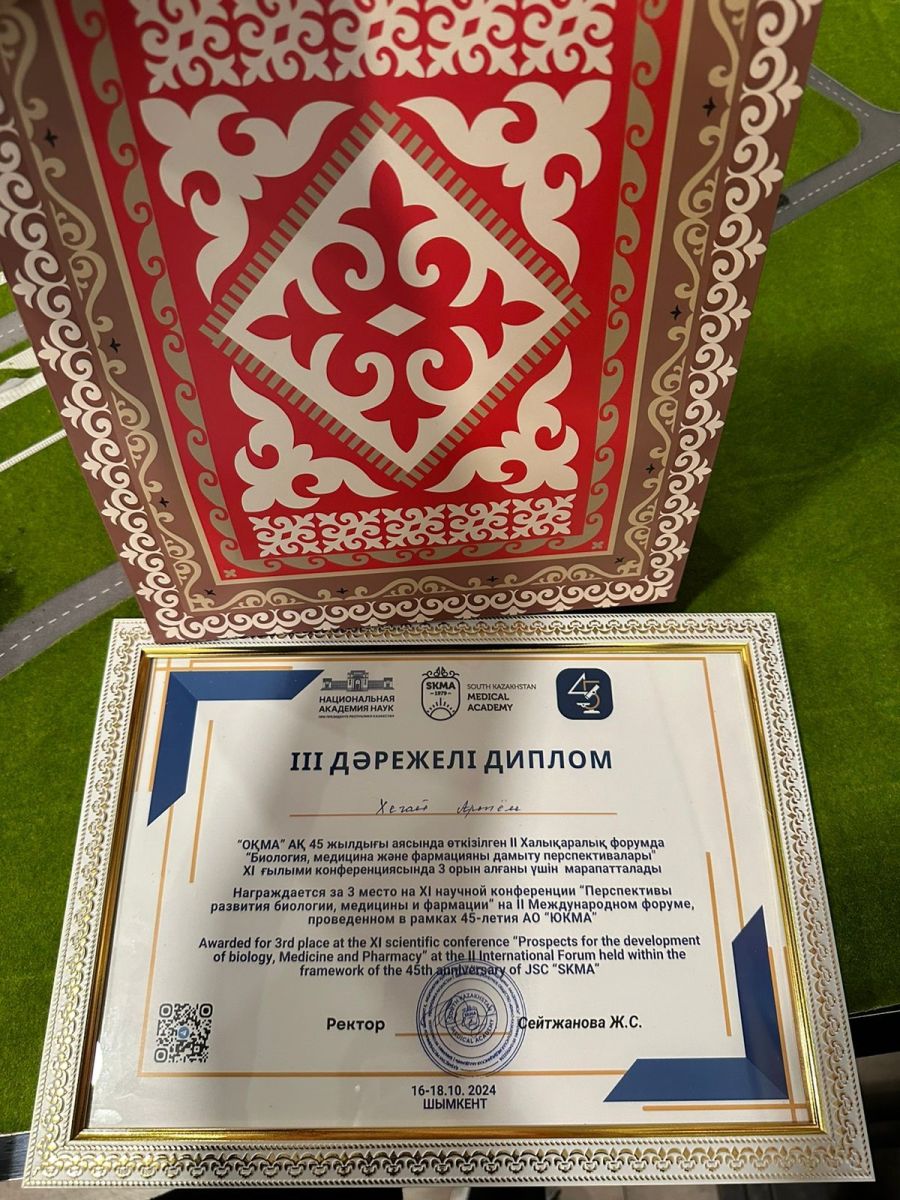 НАЦИОНАЛЬНАЯ
АКАДЕМИЯ НАУК
ПРИ ПРЕЗИДЕНТЕ РЕСПУБЛИКИ КАЗАХСТАН
SKMA
1979
SOUTH KAZAKHSTAN
MEDICAL
ACADEMY
45
III ДӘРЕЖЕЛІ ДИПЛОМ
Хегай Артём
"ОҚМА" АҚ 45 жылдығы аясында өткізілген II Халықаралық форумда
"Биология, медицина және фармацияны дамыту перспективалары"
XI ғылыми конференциясында 3 орын алғаны үшін марапатталады
Награждается за 3 место на XI научной конференции "Перспективы
развития биологии, медицины и фармации" на II Международном форуме,
проведенном в рамках 45-летия АО "ЮКМА"
Awarded for 3rd place at the XI scientific conference "Prospects for the development
of biology, Medicine and Pharmacy" at the II International Forum held within the
framework of the 45th anniversary of JSC "SKMA"
Ректор
Сейтжанова Ж.С.
16-18.10. 2024
ШЫМКЕНТ